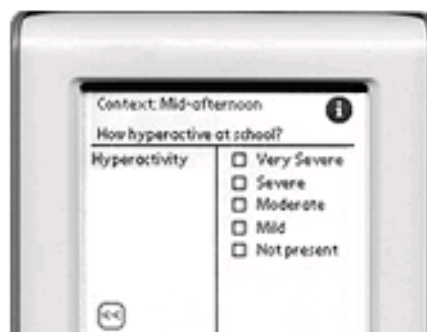 Context: Mid-afternoon
i
How hyperactive at school?
Hyperactivity
Very Severe
Severe
Moderate
Mild
Not present
<<